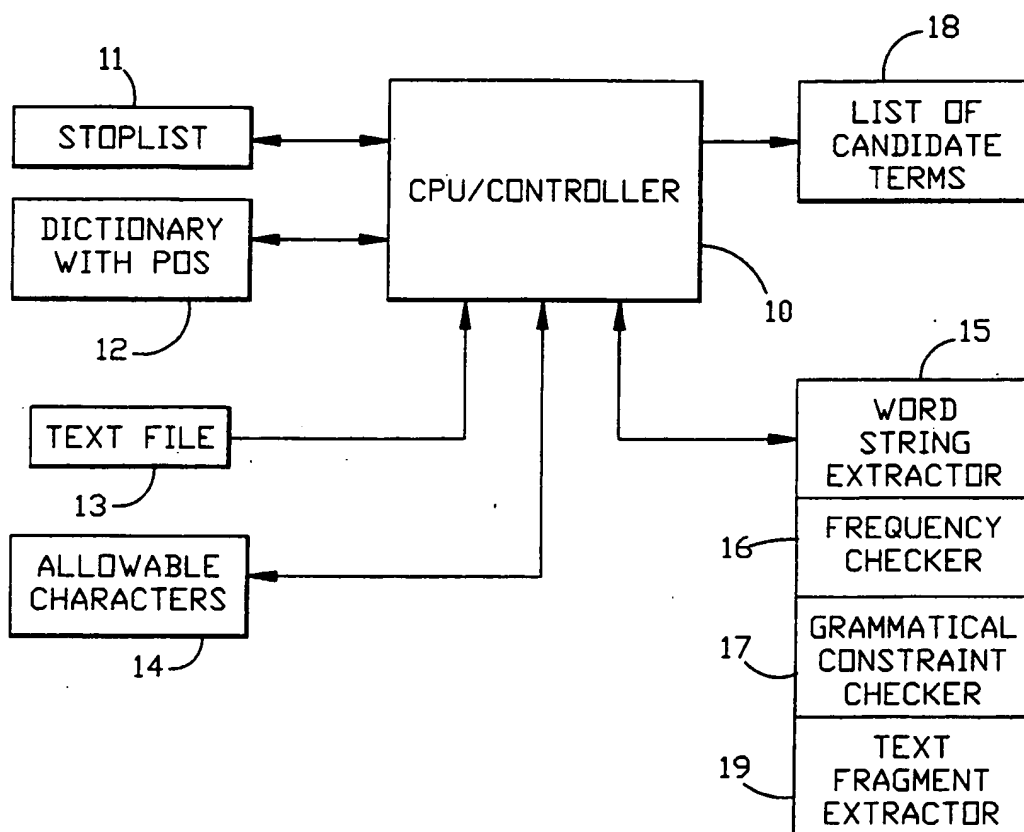 18
11
STOPLIST
CPU/CONTROLLER
LIST OF
CANDIDATE
TERMS
DICTIONARY
WITH POS
10
12
15
TEXT FILE
13
WORD
STRING
EXTRACTOR
ALLOWABLE
CHARACTERS
14
16
FREQUENCY
CHECKER
17
GRAMMATICAL
CONSTRAINT
CHECKER
19
TEXT
FRAGMENT
EXTRACTOR